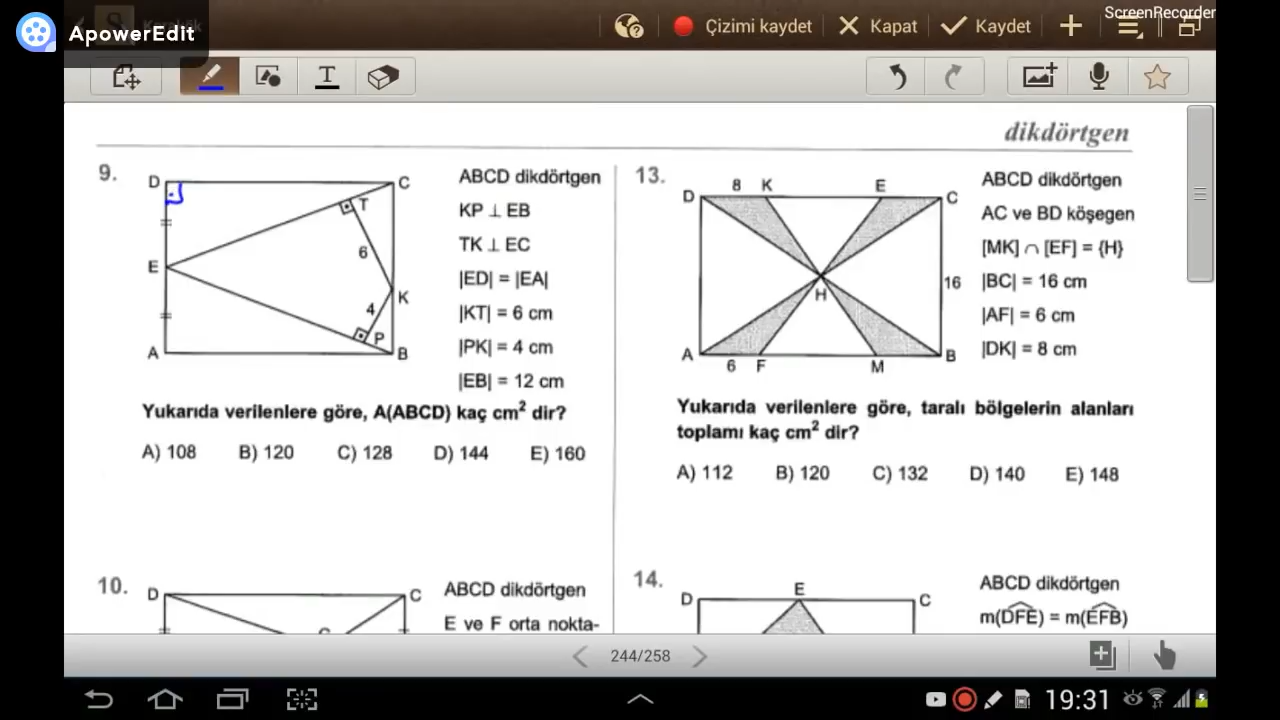 ScreenRecorder
ApowerEdit
Çizimi kaydet
Kapat
Kaydet
T
dikdörtgen
9.
D
C
T
E
6
K
4
P
A
B
ABCD dikdörtgen
KP ⊥ EB
TK ⊥ EC
|ED| = |EA|
|KT| = 6 cm
|PK| = 4 cm
|EB| = 12 cm
Yukarıda verilenlere göre, A(ABCD) kaç cm² dir?
A) 108 B) 120 C) 128 D) 144 E) 160
13.
8 K E
D
C
H
16
A
B
6 F M
ABCD dikdörtgen
AC ve BD köşegen
[MK] ∩ [EF] = {H}
|BC| = 16 cm
|AF| = 6 cm
|DK| = 8 cm
Yukarıda verilenlere göre, taralı bölgelerin alanları
toplamı kaç cm² dir?
A) 112 B) 120 C) 132 D) 140 E) 148
10.
D
C
ABCD dikdörtgen
E ve F orta nokta-
14.
E
D
C
ABCD dikdörtgen
m(DFE) = m(EFB)
244/258
19:31